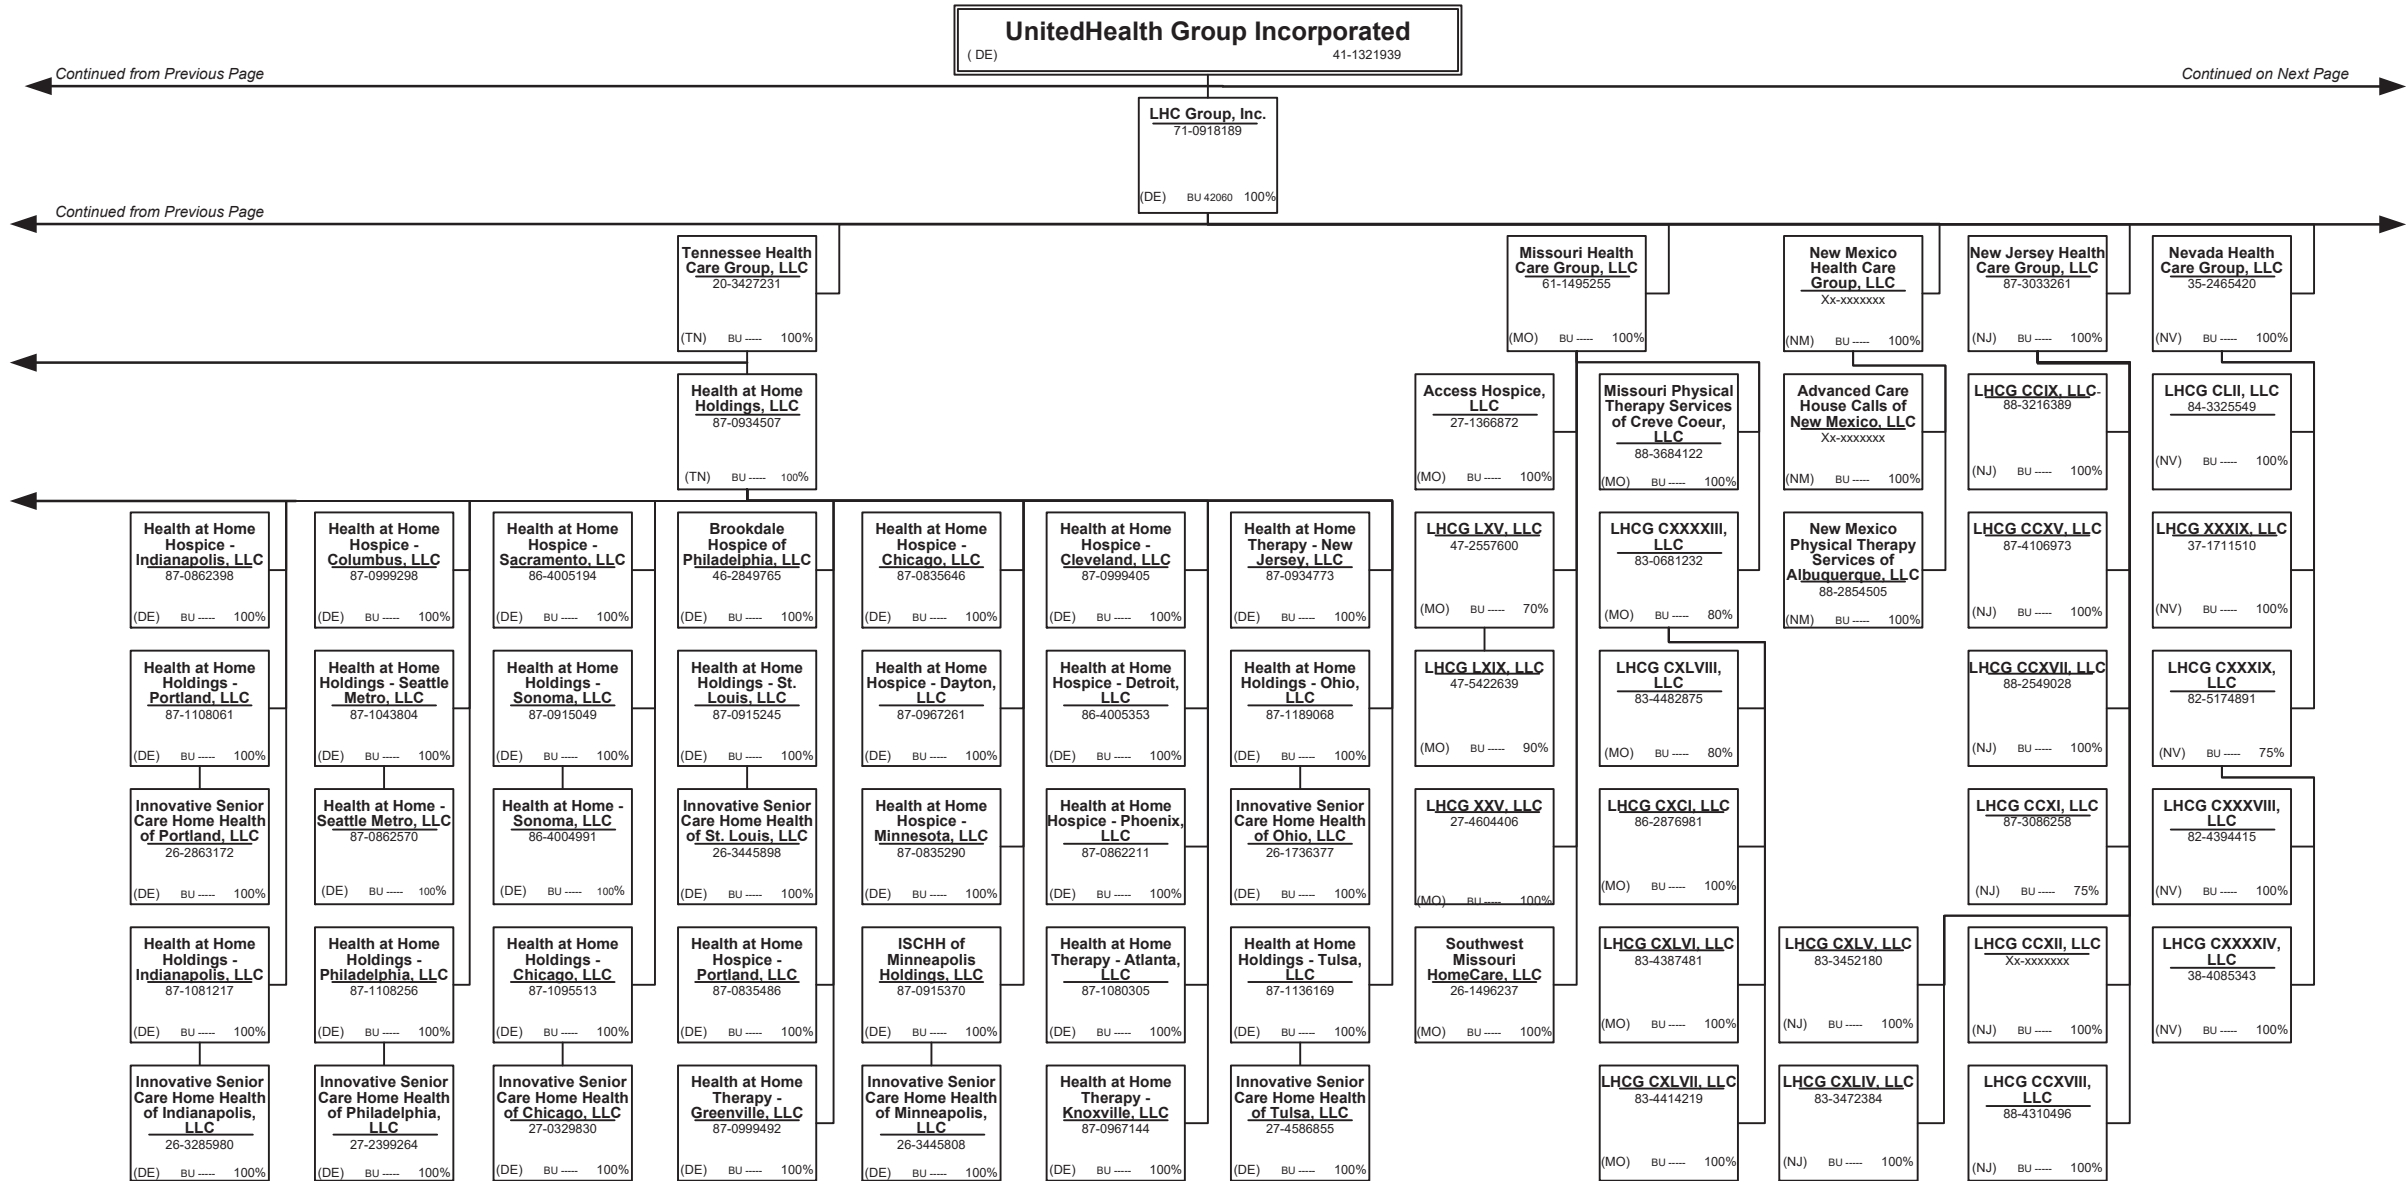 UnitedHealth Group Incorporated
( DE) 41-1321939
Continued from Previous Page
Continued on Next Page
LHC Group, Inc.
71-0918189
(DE) BU 42060 100%
Continued from Previous Page
Tennessee Health
Care Group, LLC
20-3427231
(TN) BU ----- 100%
Missouri Health
Care Group, LLC
61-1495255
(MO) BU ----- 100%
New Mexico
Health Care
Group, LLC
Xx-xxxxxxx
(NM) BU ----- 100%
New Jersey Health
Care Group, LLC
87-3033261
(NJ) BU ----- 100%
Nevada Health
Care Group, LLC
35-2465420
(NV) BU ----- 100%
Health at Home
Holdings, LLC
87-0934507
(TN) BU ----- 100%
Access Hospice,
LLC
27-1366872
(MO) BU ----- 100%
Missouri Physical
Therapy Services
of Creve Coeur,
LLC
88-3684122
(MO) BU ----- 100%
Advanced Care
House Calls of
New Mexico, LLC
Xx-xxxxxxx
(NM) BU ----- 100%
LHCG CCIX, LLC-
88-3216389
(NJ) BU ----- 100%
LHCG CLII, LLC
84-3325549
(NV) BU ----- 100%
Health at Home
Hospice -
Indianapolis, LLC
87-0862398
(DE) BU ----- 100%
Health at Home
Hospice -
Columbus, LLC
87-0999298
(DE) BU ----- 100%
Health at Home
Hospice -
Sacramento, LLC
86-4005194
(DE) BU ----- 100%
Brookdale
Hospice of
Philadelphia, LLC
46-2849765
(DE) BU ----- 100%
Health at Home
Hospice -
Chicago, LLC
87-0835646
(DE) BU ----- 100%
Health at Home
Hospice -
Cleveland, LLC
87-0999405
(DE) BU ----- 100%
Health at Home
Therapy - New
Jersey, LLC
87-0934773
(DE) BU ----- 100%
LHCG LXV, LLC
47-2557600
(MO) BU ----- 70%
LHCG CXXXXIII,
LLC
83-0681232
(MO) BU ----- 80%
New Mexico
Physical Therapy
Services of
Albuquerque, LLC
88-2854505
(NM) BU ----- 100%
LHCG CCXV, LLC
87-4106973
(NJ) BU ----- 100%
LHCG XXXIX, LLC
37-1711510
(NV) BU ----- 100%
Health at Home
Holdings -
Portland, LLC
87-1108061
(DE) BU ----- 100%
Health at Home
Holdings - Seattle
Metro, LLC
87-1043804
(DE) BU ----- 100%
Health at Home
Holdings -
Sonoma, LLC
87-0915049
(DE) BU ----- 100%
Health at Home
Holdings - St.
Louis, LLC
87-0915245
(DE) BU ----- 100%
Health at Home
Hospice - Dayton,
LLC
87-0967261
(DE) BU ----- 100%
Health at Home
Hospice - Detroit,
LLC
86-4005353
(DE) BU ----- 100%
Health at Home
Holdings - Ohio,
LLC
87-1189068
(DE) BU ----- 100%
LHCG LXIX, LLC
47-5422639
(MO) BU ----- 90%
LHCG CXLVIII,
LLC
83-4482875
(MO) BU ----- 80%
LHCG CCXVII, LLC
88-2549028
(NJ) BU ----- 100%
LHCG CXXXIX,
LLC
82-5174891
(NV) BU ----- 75%
Innovative Senior
Care Home Health
of Portland, LLC
26-2863172
(DE) BU ----- 100%
Health at Home -
Seattle Metro, LLC
87-0862570
(DE) BU ----- 100%
Health at Home -
Sonoma, LLC
86-4004991
(DE) BU ----- 100%
Innovative Senior
Care Home Health
of St. Louis, LLC
26-3445898
(DE) BU ----- 100%
Health at Home
Hospice -
Minnesota, LLC
87-0835290
(DE) BU ----- 100%
Health at Home
Hospice - Phoenix,
LLC
87-0862211
(DE) BU ----- 100%
Innovative Senior
Care Home Health
of Ohio, LLC
26-1736377
(DE) BU ----- 100%
LHCG XXV, LLC
27-4604406
(MO) BU ----- 100%
LHCG CXCI, LLC
86-2876981
(MO) BU ----- 100%
LHCG CCXI, LLC
87-3086258
(NJ) BU ----- 75%
LHCG CXXXVIII,
LLC
82-4394415
(NV) BU ----- 100%
Health at Home
Holdings -
Indianapolis, LLC
87-1081217
(DE) BU ----- 100%
Health at Home
Holdings -
Philadelphia, LLC
87-1108256
(DE) BU ----- 100%
Health at Home
Holdings -
Chicago, LLC
87-1095513
(DE) BU ----- 100%
Health at Home
Hospice -
Portland, LLC
87-0835486
(DE) BU ----- 100%
ISCHH of
Minneapolis
Holdings, LLC
87-0915370
(DE) BU ----- 100%
Health at Home
Therapy - Atlanta,
LLC
87-1080305
(DE) BU ----- 100%
Health at Home
Holdings - Tulsa,
LLC
87-1136169
(DE) BU ----- 100%
Southwest
Missouri
HomeCare, LLC
26-1496237
(MO) BU ----- 100%
LHCG CXLVI, LLC
83-4387481
(MO) BU ----- 100%
LHCG CXLV, LLC
83-3452180
(NJ) BU ----- 100%
LHCG CCXII, LLC
Xx-xxxxxxx
(NJ) BU ----- 100%
LHCG CXXXXIV,
LLC
38-4085343
(NV) BU ----- 100%
Innovative Senior
Care Home Health
of Indianapolis,
LLC
26-3285980
(DE) BU ----- 100%
Innovative Senior
Care Home Health
of Philadelphia,
LLC
27-2399264
(DE) BU ----- 100%
Innovative Senior
Care Home Health
of Chicago, LLC
27-0329830
(DE) BU ----- 100%
Health at Home
Therapy -
Greenville, LLC
87-0999492
(DE) BU ----- 100%
Innovative Senior
Care Home Health
of Minneapolis,
LLC
26-3445808
(DE) BU ----- 100%
Health at Home
Therapy -
Knoxville, LLC
87-0967144
(DE) BU ----- 100%
Innovative Senior
Care Home Health
of Tulsa, LLC
27-4586855
(DE) BU ----- 100%
LHCG CXLVII, LLC
83-4414219
(MO) BU ----- 100%
LHCG CXLIV, LLC
83-3472384
(NJ) BU ----- 100%
LHCG CCXVIII,
LLC
88-4310496
(NJ) BU ----- 100%